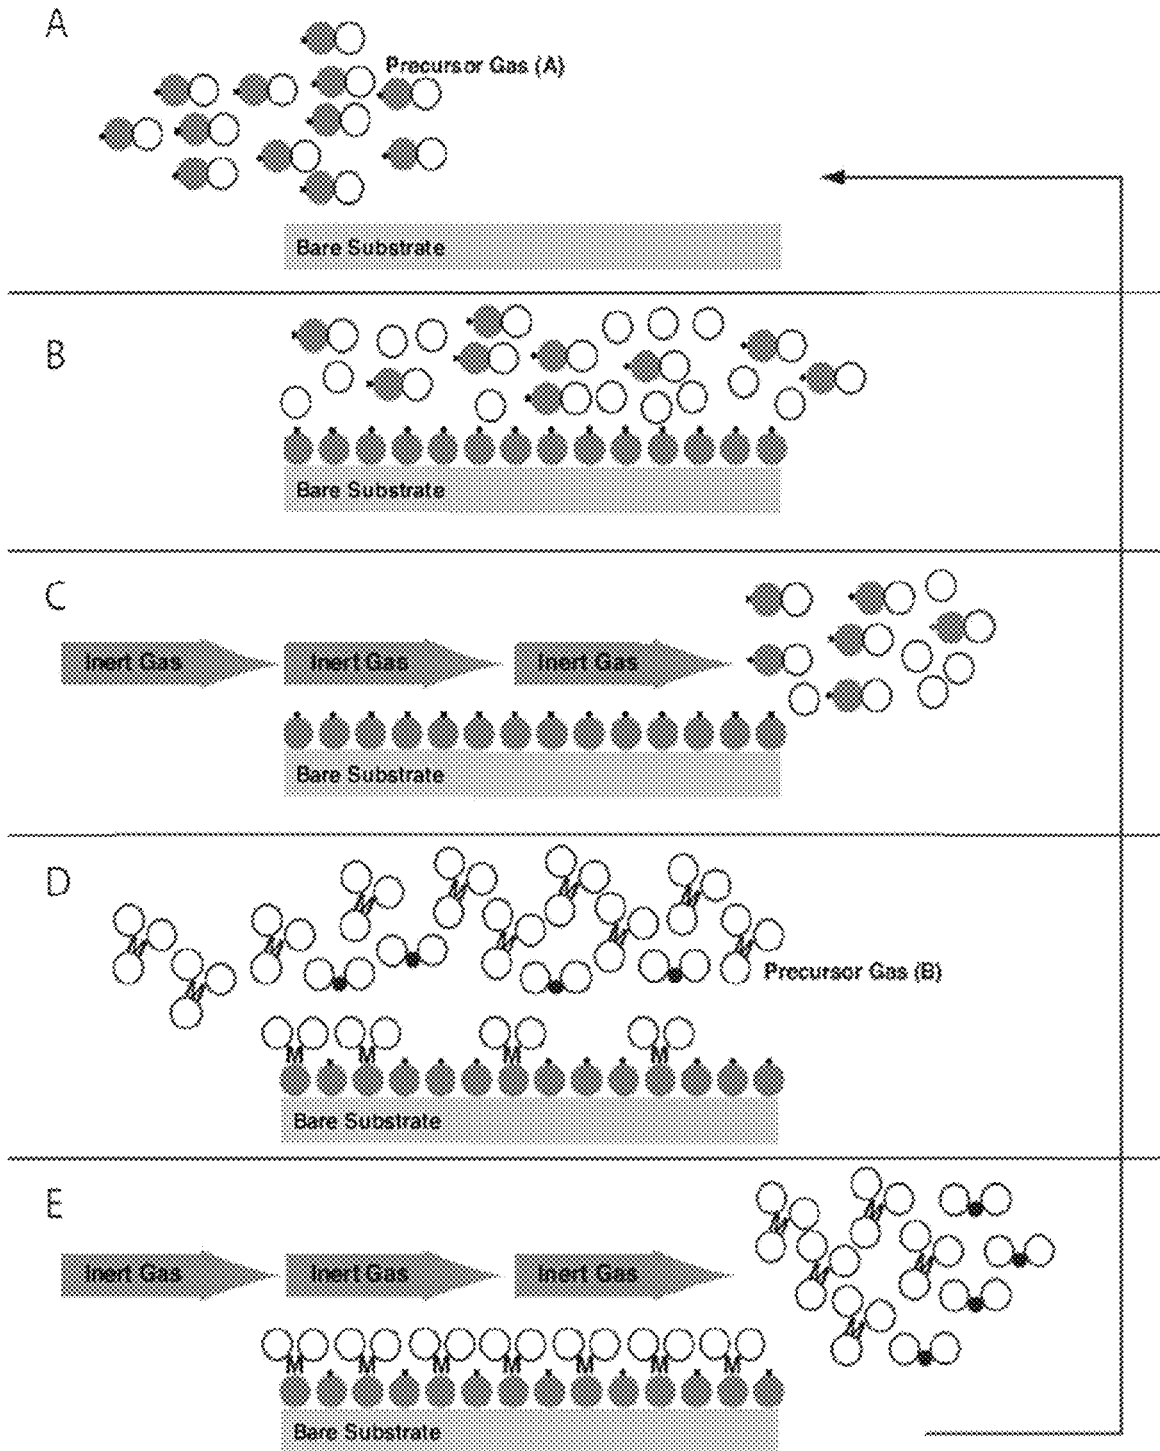 A
Precursor Gas (A)
Bare Substrate
B
Bare Substrate
C
Inert Gas Inert Gas Inert Gas
Bare Substrate
D
M M M M M M M M M M
Precursor Gas (B)
M M M M
Bare Substrate
E
M M M M M
Inert Gas Inert Gas Inert Gas
M M M M M M M
Bare Substrate